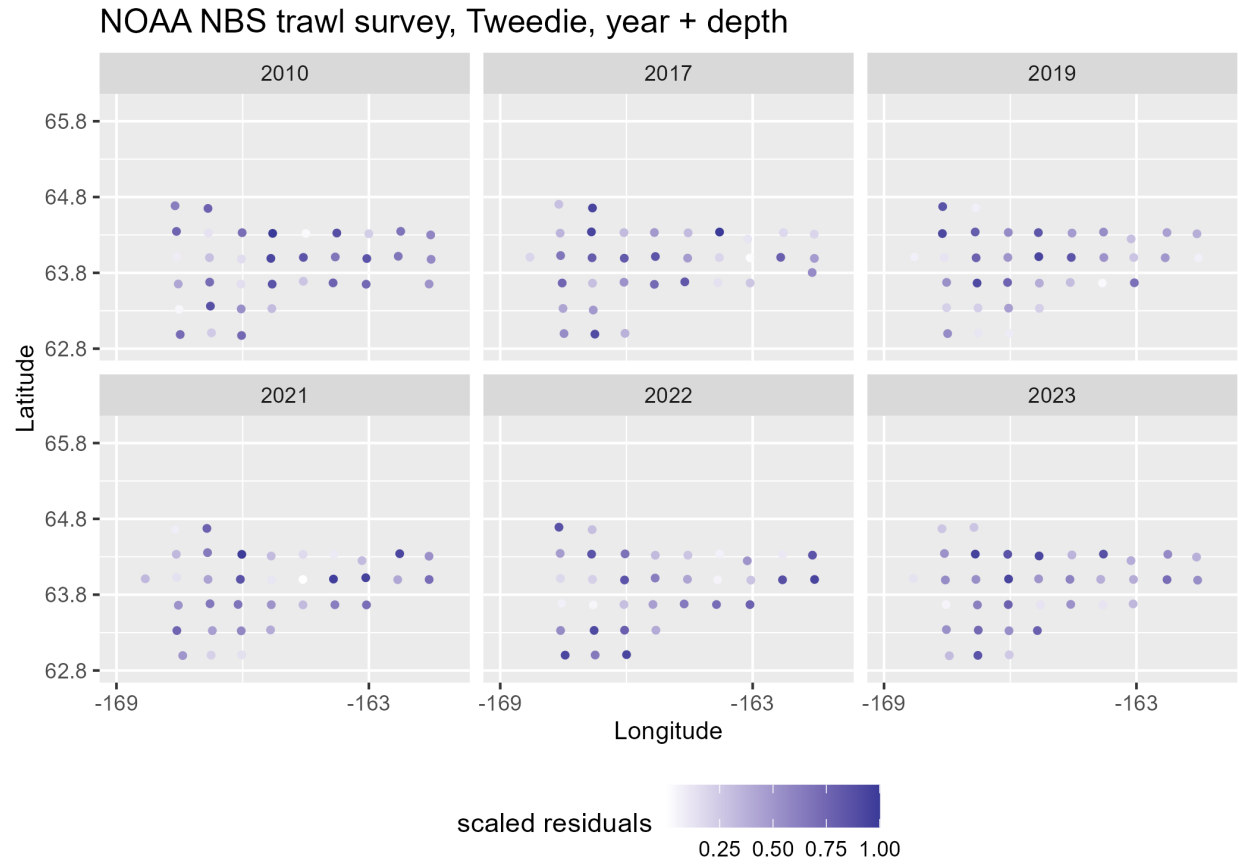 NOAA NBS trawl survey, Tweedie, year + depth
2010 2017 2019
65.8
64.8
63.8
62.8
2021 2022 2023
65.8
64.8
63.8
62.8
Latitude
-169 -163 -169 -163 -169 -163
Longitude
scaled residuals
0.25 0.50 0.75 1.00